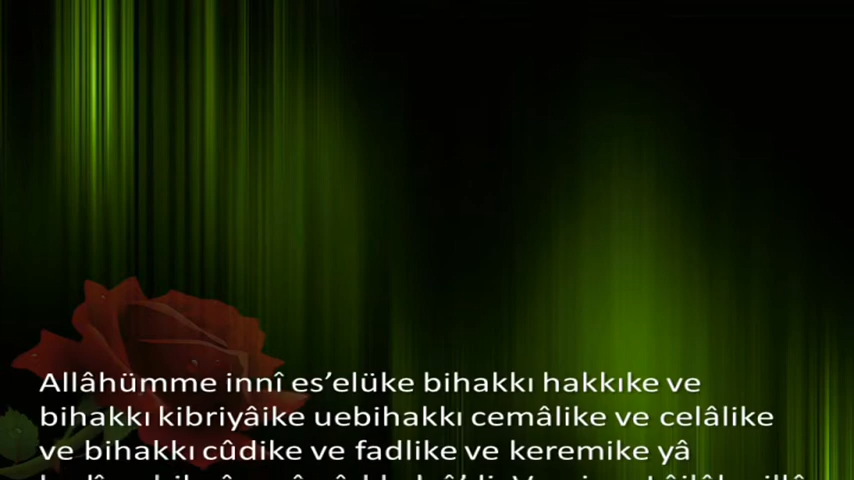 Allâhümme innî es’elüke bihakkı hakkıke ve
bihakkı kibriyâike uebihakkı cemâlike ve celâlike
ve bihakkı cûdike ve fadlike ve keremike yâ